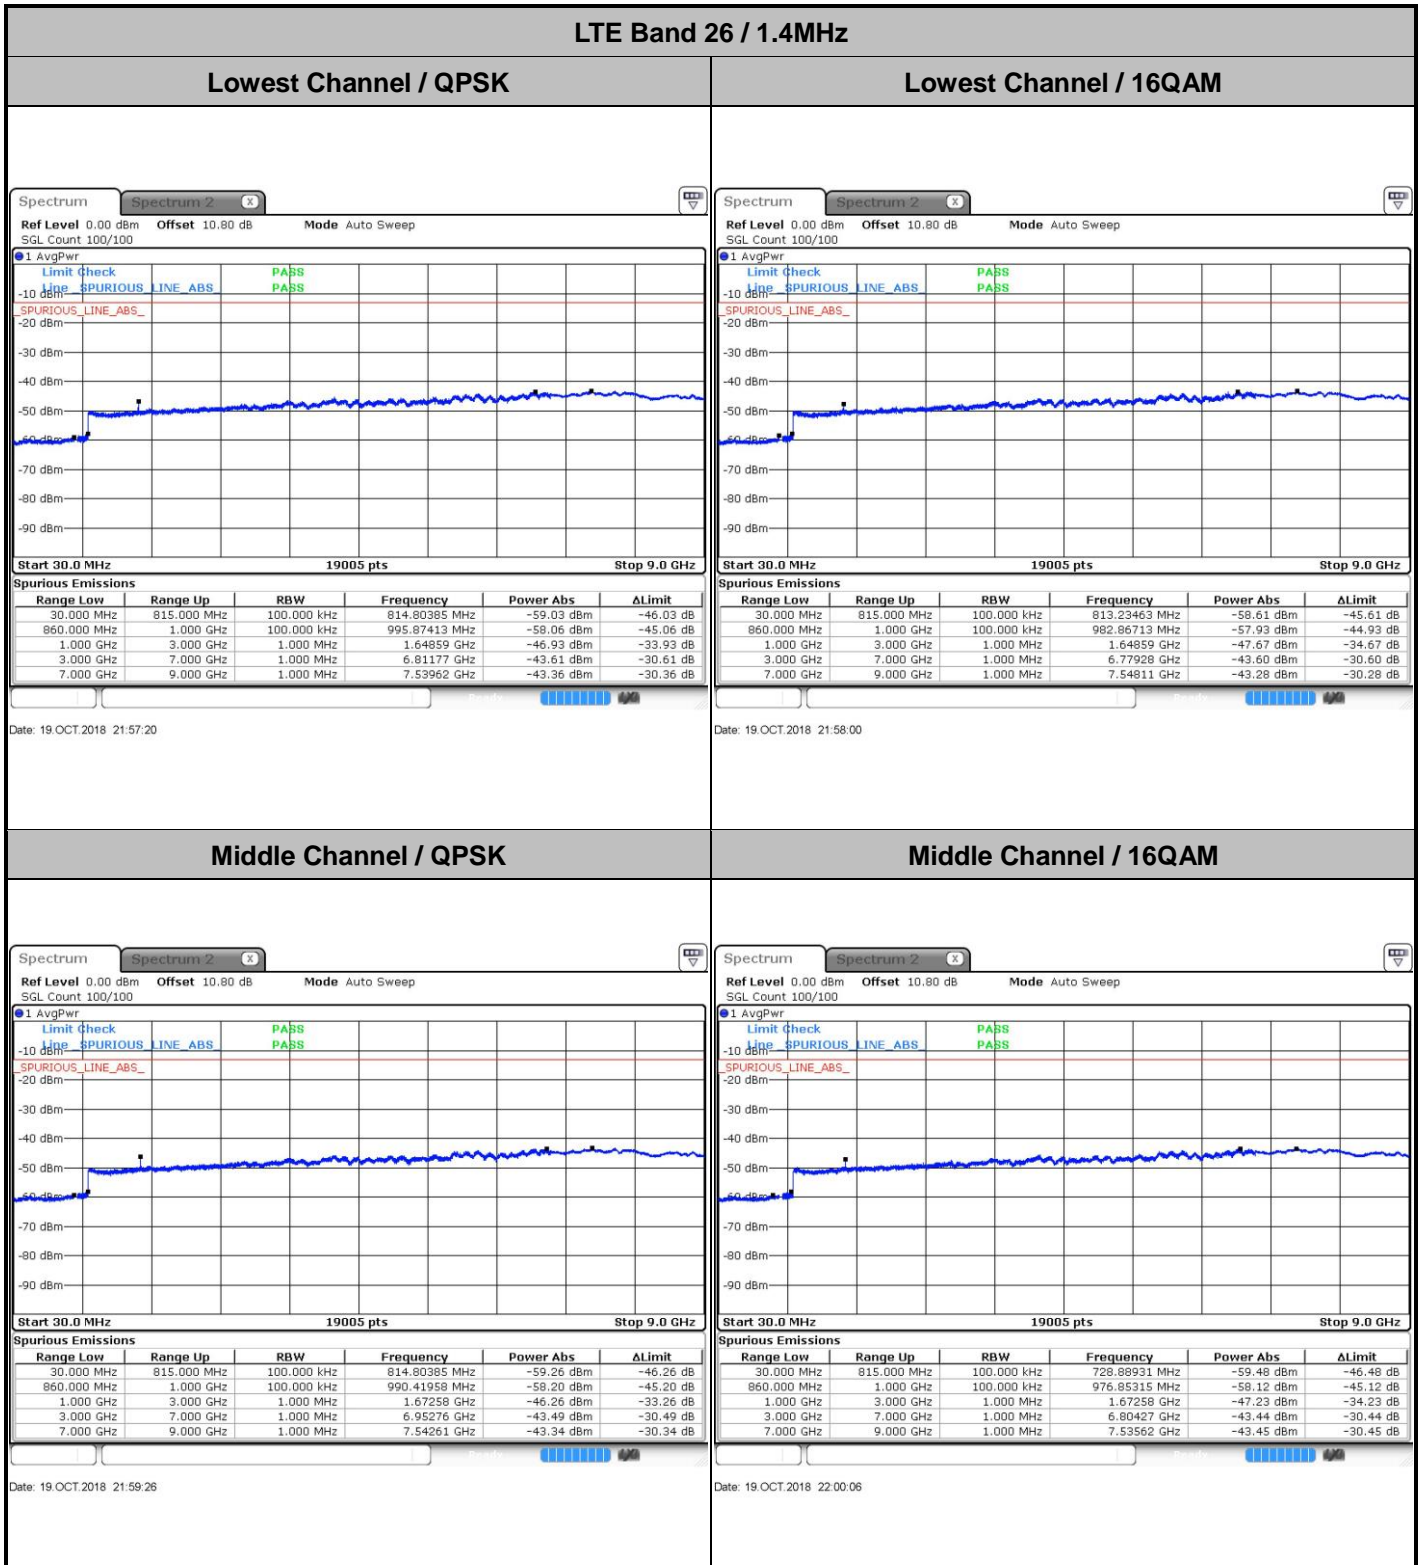 LTE Band 26 / 1.4MHz
Lowest Channel / QPSK
Lowest Channel / 16QAM
Spectrum
Spectrum 2
X
Ref Level 0.00 dBm Offset 10.80 dB Mode Auto Sweep
SGL Count 100/100
1 AvgPwr
Limit Check PASS
Line _SPURIOUS_LINE_ABS_ PASS
-10 dBm
_SPURIOUS_LINE_ABS_
-20 dBm
-30 dBm
-40 dBm
-50 dBm
-60 dBm
-70 dBm
-80 dBm
-90 dBm
Start 30.0 MHz 19005 pts Stop 9.0 GHz
Spurious Emissions
Range Low Range Up RBW Frequency Power Abs ΔLimit
30.000 MHz 815.000 MHz 100.000 kHz 814.80385 MHz -59.03 dBm -46.03 dB
860.000 MHz 1.000 GHz 100.000 kHz 995.87413 MHz -58.06 dBm -45.06 dB
1.000 GHz 3.000 GHz 1.000 MHz 1.64859 GHz -46.93 dBm -33.93 dB
3.000 GHz 7.000 GHz 1.000 MHz 6.81177 GHz -43.61 dBm -30.61 dB
7.000 GHz 9.000 GHz 1.000 MHz 7.53962 GHz -43.36 dBm -30.36 dB
Date: 19.OCT.2018 21:57:20
Spectrum
Spectrum 2
X
Ref Level 0.00 dBm Offset 10.80 dB Mode Auto Sweep
SGL Count 100/100
1 AvgPwr
Limit Check PASS
Line _SPURIOUS_LINE_ABS_ PASS
-10 dBm
_SPURIOUS_LINE_ABS_
-20 dBm
-30 dBm
-40 dBm
-50 dBm
-60 dBm
-70 dBm
-80 dBm
-90 dBm
Start 30.0 MHz 19005 pts Stop 9.0 GHz
Spurious Emissions
Range Low Range Up RBW Frequency Power Abs ΔLimit
30.000 MHz 815.000 MHz 100.000 kHz 813.23463 MHz -58.61 dBm -45.61 dB
860.000 MHz 1.000 GHz 100.000 kHz 982.86713 MHz -57.93 dBm -44.93 dB
1.000 GHz 3.000 GHz 1.000 MHz 1.64859 GHz -47.67 dBm -34.67 dB
3.000 GHz 7.000 GHz 1.000 MHz 6.77928 GHz -43.60 dBm -30.60 dB
7.000 GHz 9.000 GHz 1.000 MHz 7.54811 GHz -43.28 dBm -30.28 dB
Date: 19.OCT.2018 21:58:00
Middle Channel / QPSK
Middle Channel / 16QAM
Spectrum
Spectrum 2
X
Ref Level 0.00 dBm Offset 10.80 dB Mode Auto Sweep
SGL Count 100/100
1 AvgPwr
Limit Check PASS
Line _SPURIOUS_LINE_ABS_ PASS
-10 dBm
_SPURIOUS_LINE_ABS_
-20 dBm
-30 dBm
-40 dBm
-50 dBm
-60 dBm
-70 dBm
-80 dBm
-90 dBm
Start 30.0 MHz 19005 pts Stop 9.0 GHz
Spurious Emissions
Range Low Range Up RBW Frequency Power Abs ΔLimit
30.000 MHz 815.000 MHz 100.000 kHz 814.80385 MHz -59.26 dBm -46.26 dB
860.000 MHz 1.000 GHz 100.000 kHz 990.41958 MHz -58.20 dBm -45.20 dB
1.000 GHz 3.000 GHz 1.000 MHz 1.67258 GHz -46.26 dBm -33.26 dB
3.000 GHz 7.000 GHz 1.000 MHz 6.95276 GHz -43.49 dBm -30.49 dB
7.000 GHz 9.000 GHz 1.000 MHz 7.54261 GHz -43.34 dBm -30.34 dB
Date: 19.OCT.2018 21:59:26
Spectrum
Spectrum 2
X
Ref Level 0.00 dBm Offset 10.80 dB Mode Auto Sweep
SGL Count 100/100
1 AvgPwr
Limit Check PASS
Line _SPURIOUS_LINE_ABS_ PASS
-10 dBm
_SPURIOUS_LINE_ABS_
-20 dBm
-30 dBm
-40 dBm
-50 dBm
-60 dBm
-70 dBm
-80 dBm
-90 dBm
Start 30.0 MHz 19005 pts Stop 9.0 GHz
Spurious Emissions
Range Low Range Up RBW Frequency Power Abs ΔLimit
30.000 MHz 815.000 MHz 100.000 kHz 728.88931 MHz -59.48 dBm -46.48 dB
860.000 MHz 1.000 GHz 100.000 kHz 976.85315 MHz -58.12 dBm -45.12 dB
1.000 GHz 3.000 GHz 1.000 MHz 1.67258 GHz -47.23 dBm -34.23 dB
3.000 GHz 7.000 GHz 1.000 MHz 6.80427 GHz -43.44 dBm -30.44 dB
7.000 GHz 9.000 GHz 1.000 MHz 7.53562 GHz -43.45 dBm -30.45 dB
Date: 19.OCT.2018 22:00:06